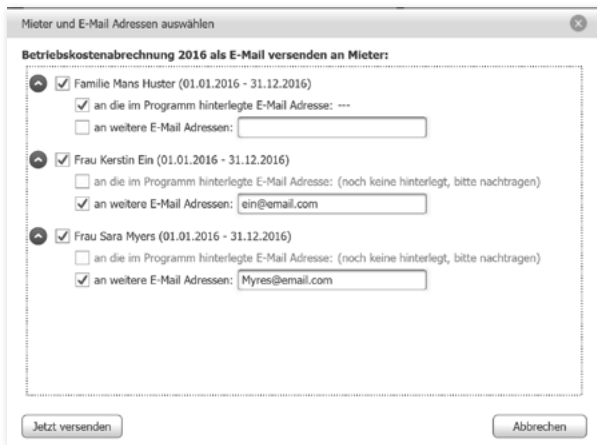 Mieter und E-Mail Adressen auswählen
Betriebskostenabrechnung 2016 als E-Mail versenden an Mieter:
Familie Mans Huster (01.01.2016 - 31.12.2016)
an die im Programm hinterlegte E-Mail Adresse: ---
an weitere E-Mail Adressen:
Frau Kerstin Ein (01.01.2016 - 31.12.2016)
an die im Programm hinterlegte E-Mail Adresse: (noch keine hinterlegt, bitte nachtragen)
an weitere E-Mail Adressen: ein@email.com
Frau Sara Myers (01.01.2016 - 31.12.2016)
an die im Programm hinterlegte E-Mail Adresse: (noch keine hinterlegt, bitte nachtragen)
an weitere E-Mail Adressen: Myres@email.com
Jetzt versenden Abbrechen